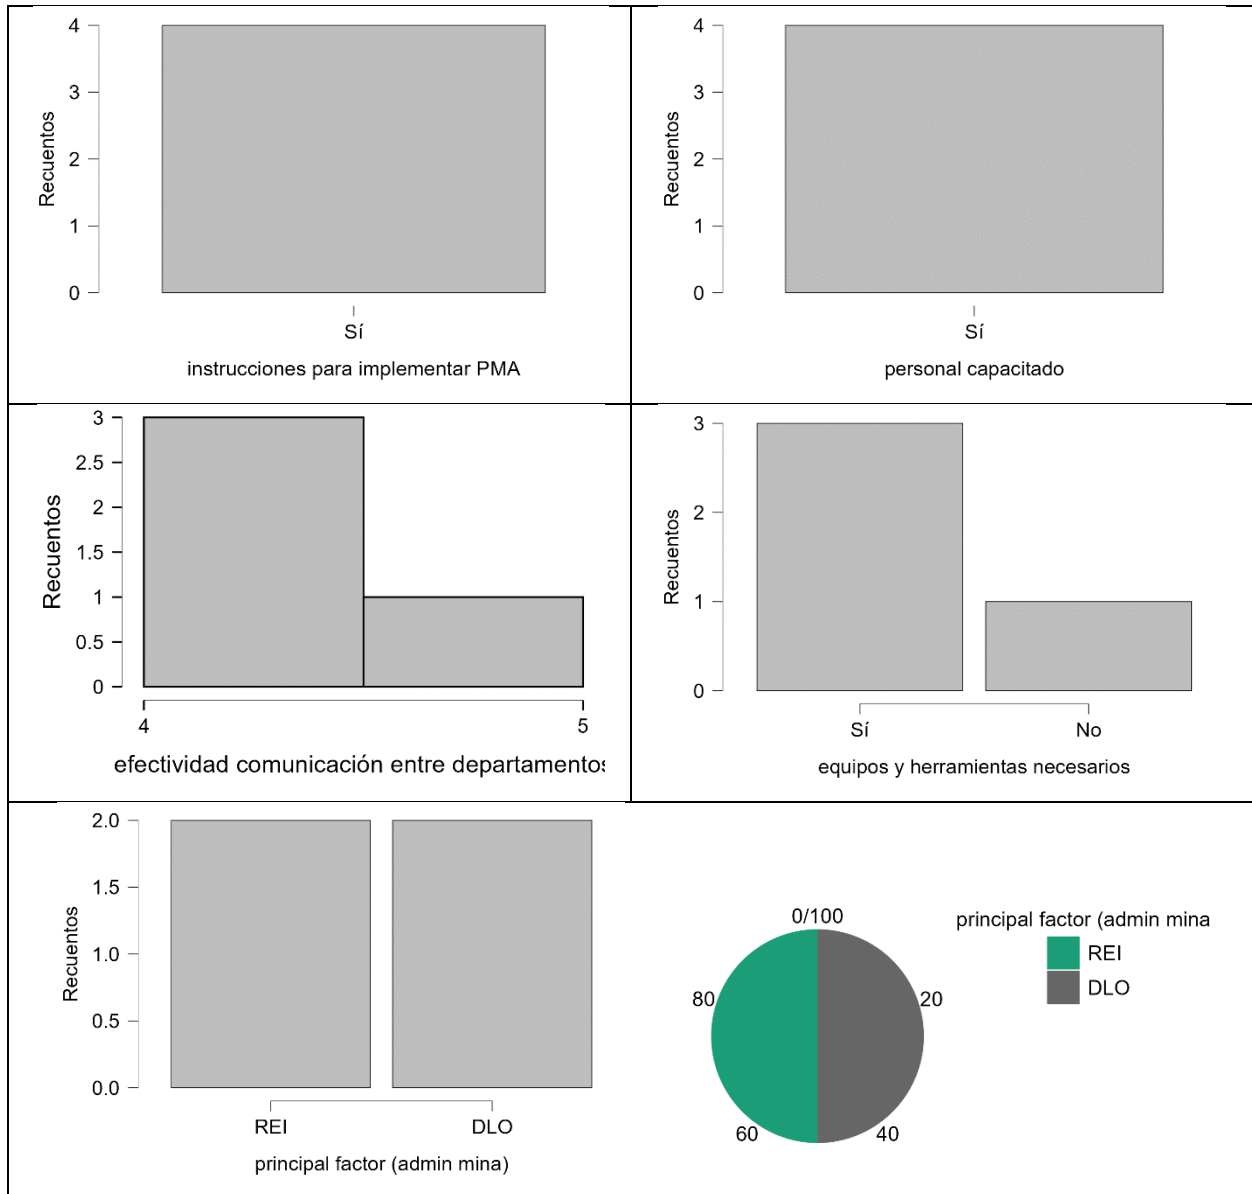 4
3
2
1
0
Recuentos
Sí
instrucciones para implementar PMA
4
3
2
1
0
Recuentos
Sí
personal capacitado
3
2.5
2
1.5
1
0.5
0
Recuentos
4 5
efectividad comunicación entre departamentos
3
2
1
0
Recuentos
Sí No
equipos y herramientas necesarios
2.0
1.5
1.0
0.5
0.0
Recuentos
REI DLO
principal factor (admin mina)
0/100
20
40
60
80
principal factor (admin mina
REI
DLO